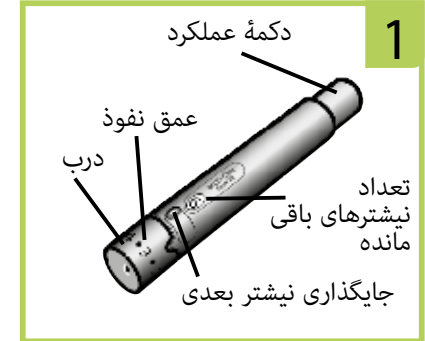 1
دکمهٔ عملکرد
عمق نفوذ
درب
تعداد
نیشترهای باقی
مانده
جایگذاری نیشتر بعدی